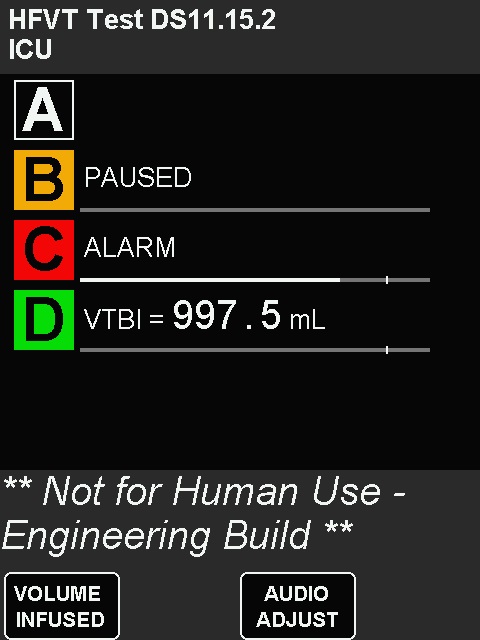 HFVT Test DS11.15.2
ICU
A
B PAUSED
C ALARM
D VTBI = 997.5 mL
** Not for Human Use -
Engineering Build **
VOLUME
INFUSED
AUDIO
ADJUST